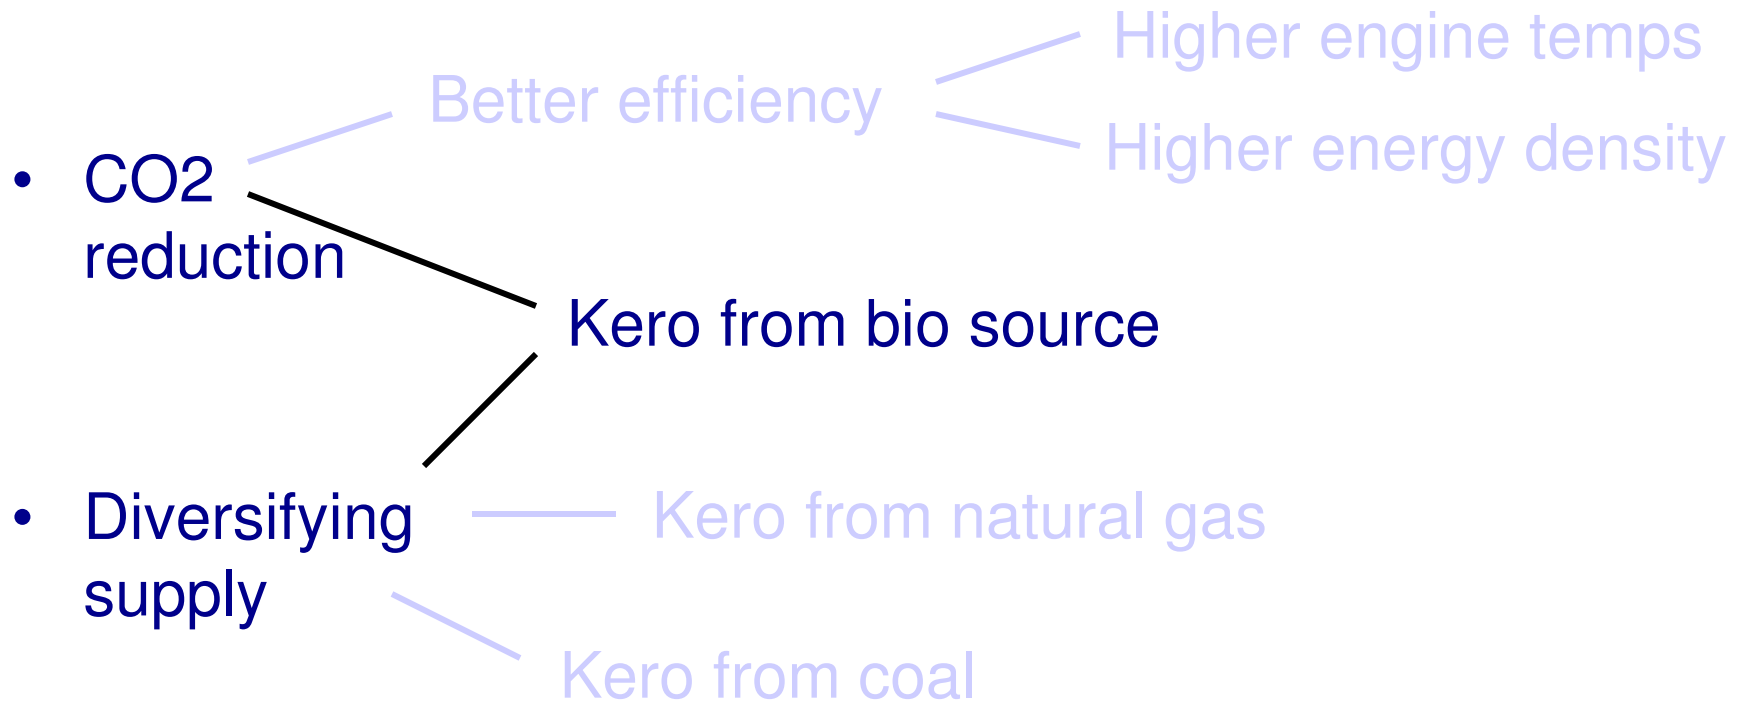 Higher engine temps
Better efficiency
Higher energy density
• CO2
reduction
Kero from bio source
• Diversifying
supply
Kero from natural gas
Kero from coal